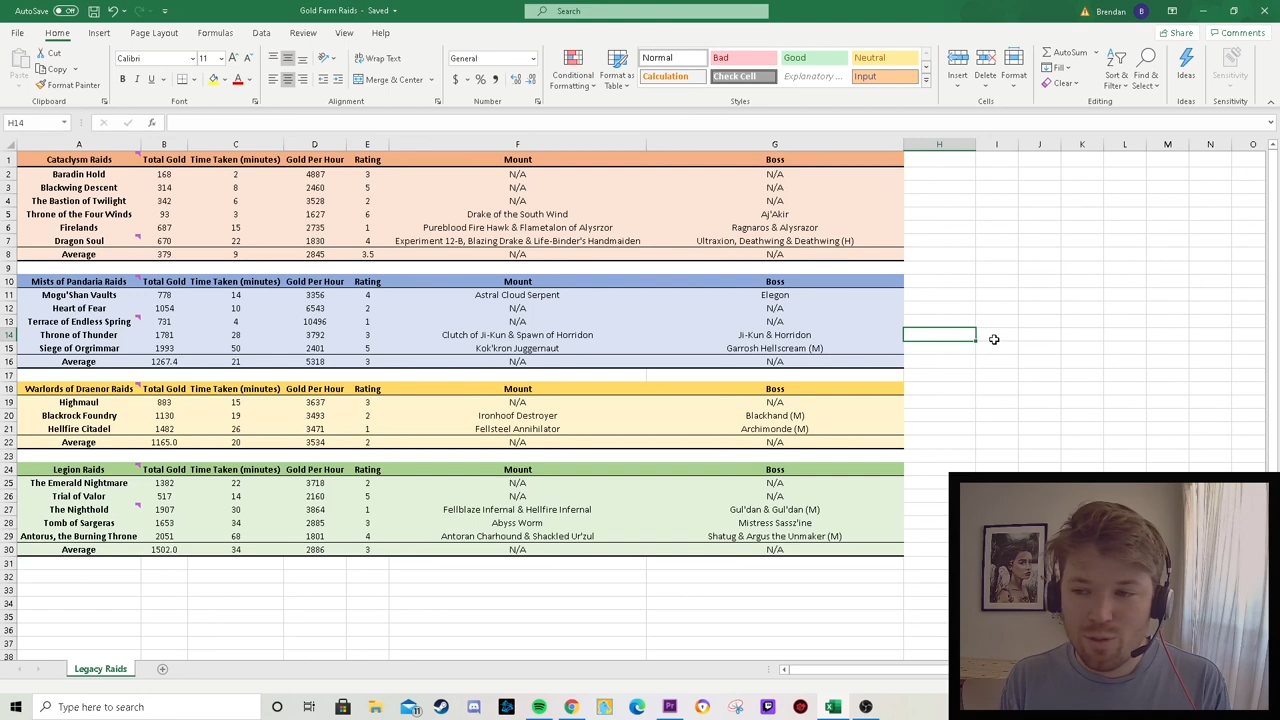 AutoSave Off Gold Farm Raids - Saved Search Brendan B
File Home Insert Page Layout Formulas Data Review View Help Share Comments
Cut Calibri 11 Wrap Text General Normal Bad Good Neutral AutoSum
Paste Copy Fill
Format Painter B I U Merge & Center $ % Conditional Formatting Format as Table Calculation Check Cell Explanatory ... Input Insert Delete Format Clear Sort & Filter Find & Select Ideas Sensitivity
Clipboard Font Alignment Number Styles Cells Editing Ideas Sensitivity
H14 fx
A B C D E F G H I J K L M N O
1 Cataclysm Raids Total Gold Time Taken (minutes) Gold Per Hour Rating Mount Boss
2 Baradin Hold 168 2 4887 3 N/A N/A
3 Blackwing Descent 314 8 2460 5 N/A N/A
4 The Bastion of Twilight 342 6 3528 2 N/A N/A
5 Throne of the Four Winds 93 3 1627 6 Drake of the South Wind Aj'Akir
6 Firelands 687 15 2735 1 Pureblood Fire Hawk & Flametalon of Alysrzor Ragnaros & Alysrazor
7 Dragon Soul 670 22 1830 4 Experiment 12-B, Blazing Drake & Life-Binder's Handmaiden Ultraxion, Deathwing & Deathwing (H)
8 Average 379 9 2845 3.5 N/A N/A
9
10 Mists of Pandaria Raids Total Gold Time Taken (minutes) Gold Per Hour Rating Mount Boss
11 Mogu'Shan Vaults 778 14 3356 4 Astral Cloud Serpent Elegon
12 Heart of Fear 1054 10 6543 2 N/A N/A
13 Terrace of Endless Spring 731 4 10496 1 N/A N/A
14 Throne of Thunder 1781 28 3792 3 Clutch of Ji-Kun & Spawn of Horridon Ji-Kun & Horridon
15 Siege of Orgrimmar 1993 50 2401 5 Kok'kron Juggernaut Garrosh Hellscream (M)
16 Average 1267.4 21 5318 3 N/A N/A
17
18 Warlords of Draenor Raids Total Gold Time Taken (minutes) Gold Per Hour Rating Mount Boss
19 Highmaul 883 15 3637 3 N/A N/A
20 Blackrock Foundry 1130 19 3493 2 Ironhoof Destroyer Blackhand (M)
21 Hellfire Citadel 1482 26 3471 1 Fellsteel Annihilator Archimonde (M)
22 Average 1165.0 20 3534 2 N/A N/A
23
24 Legion Raids Total Gold Time Taken (minutes) Gold Per Hour Rating Mount Boss
25 The Emerald Nightmare 1382 22 3718 2 N/A N/A
26 Trial of Valor 517 14 2160 5 N/A N/A
27 The Nighthold 1907 30 3864 1 Fellblaze Infernal & Hellfire Infernal Gul'dan & Gul'dan (M)
28 Tomb of Sargeras 1653 34 2885 3 Abyss Worm Mistress Sassz'ine
29 Antorus, the Burning Throne 2051 68 1801 4 Antoran Charhound & Shackled Ur'zul Shatug & Argus the Unmaker (M)
30 Average 1502.0 34 2886 3 N/A N/A
31
32
33
34
35
36
37
38
Legacy Raids
Type here to search 11